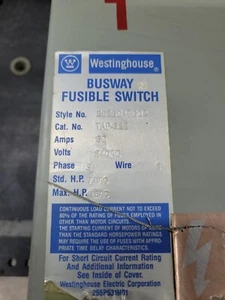 Westinghouse
BUSWAY
FUSIBLE SWITCH
Style No.
Cat. No.
Amps
Volts
Phase Wire
Std. H.P.
Max. H.P.
CONTINUOUS LOAD CURRENT NOT TO EXCEED
80% OF THE RATING OF FUSES EMPLOYED IN
OTHER THAN MOTOR CIRCUITS.
THE STARTING CURRENT OF MOTORS OF MORE
THAN THE STANDARD HORSEPOWER RATINGS
MAY REQUIRE THE USE OF FUSES WITH APPRO-
PRIATE TIME DELAY CHARACTERISTICS.
For Short Circuit Current Rating
And Additional Information
See Inside of Cover.
Westinghouse Electric Corporation